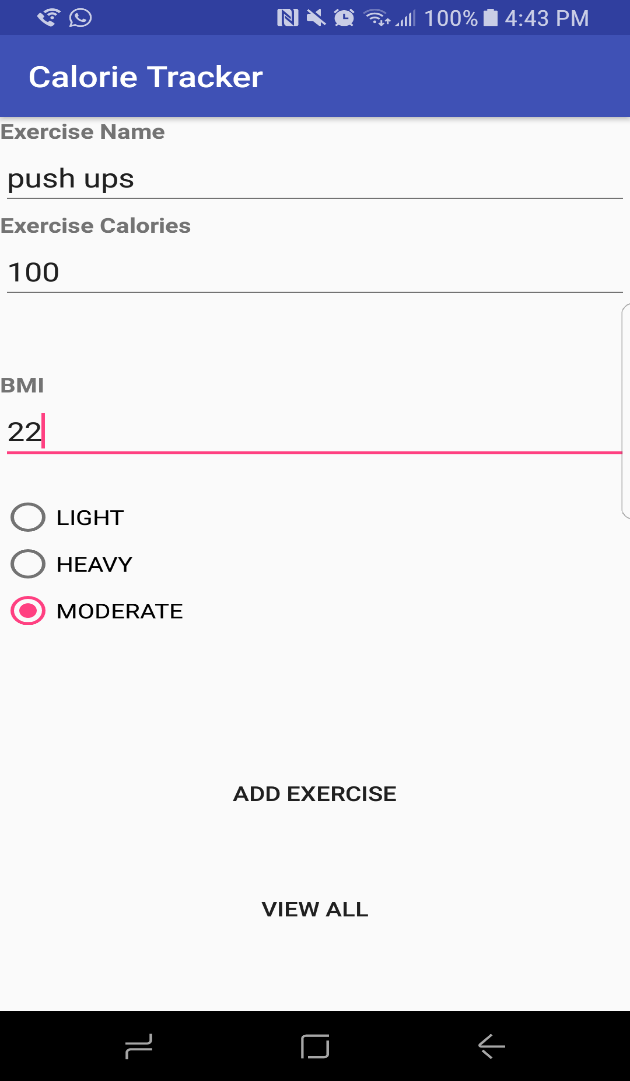 100% 4:43 PM
Calorie Tracker
Exercise Name
push ups
Exercise Calories
100
BMI
22
LIGHT
HEAVY
MODERATE
ADD EXERCISE
VIEW ALL